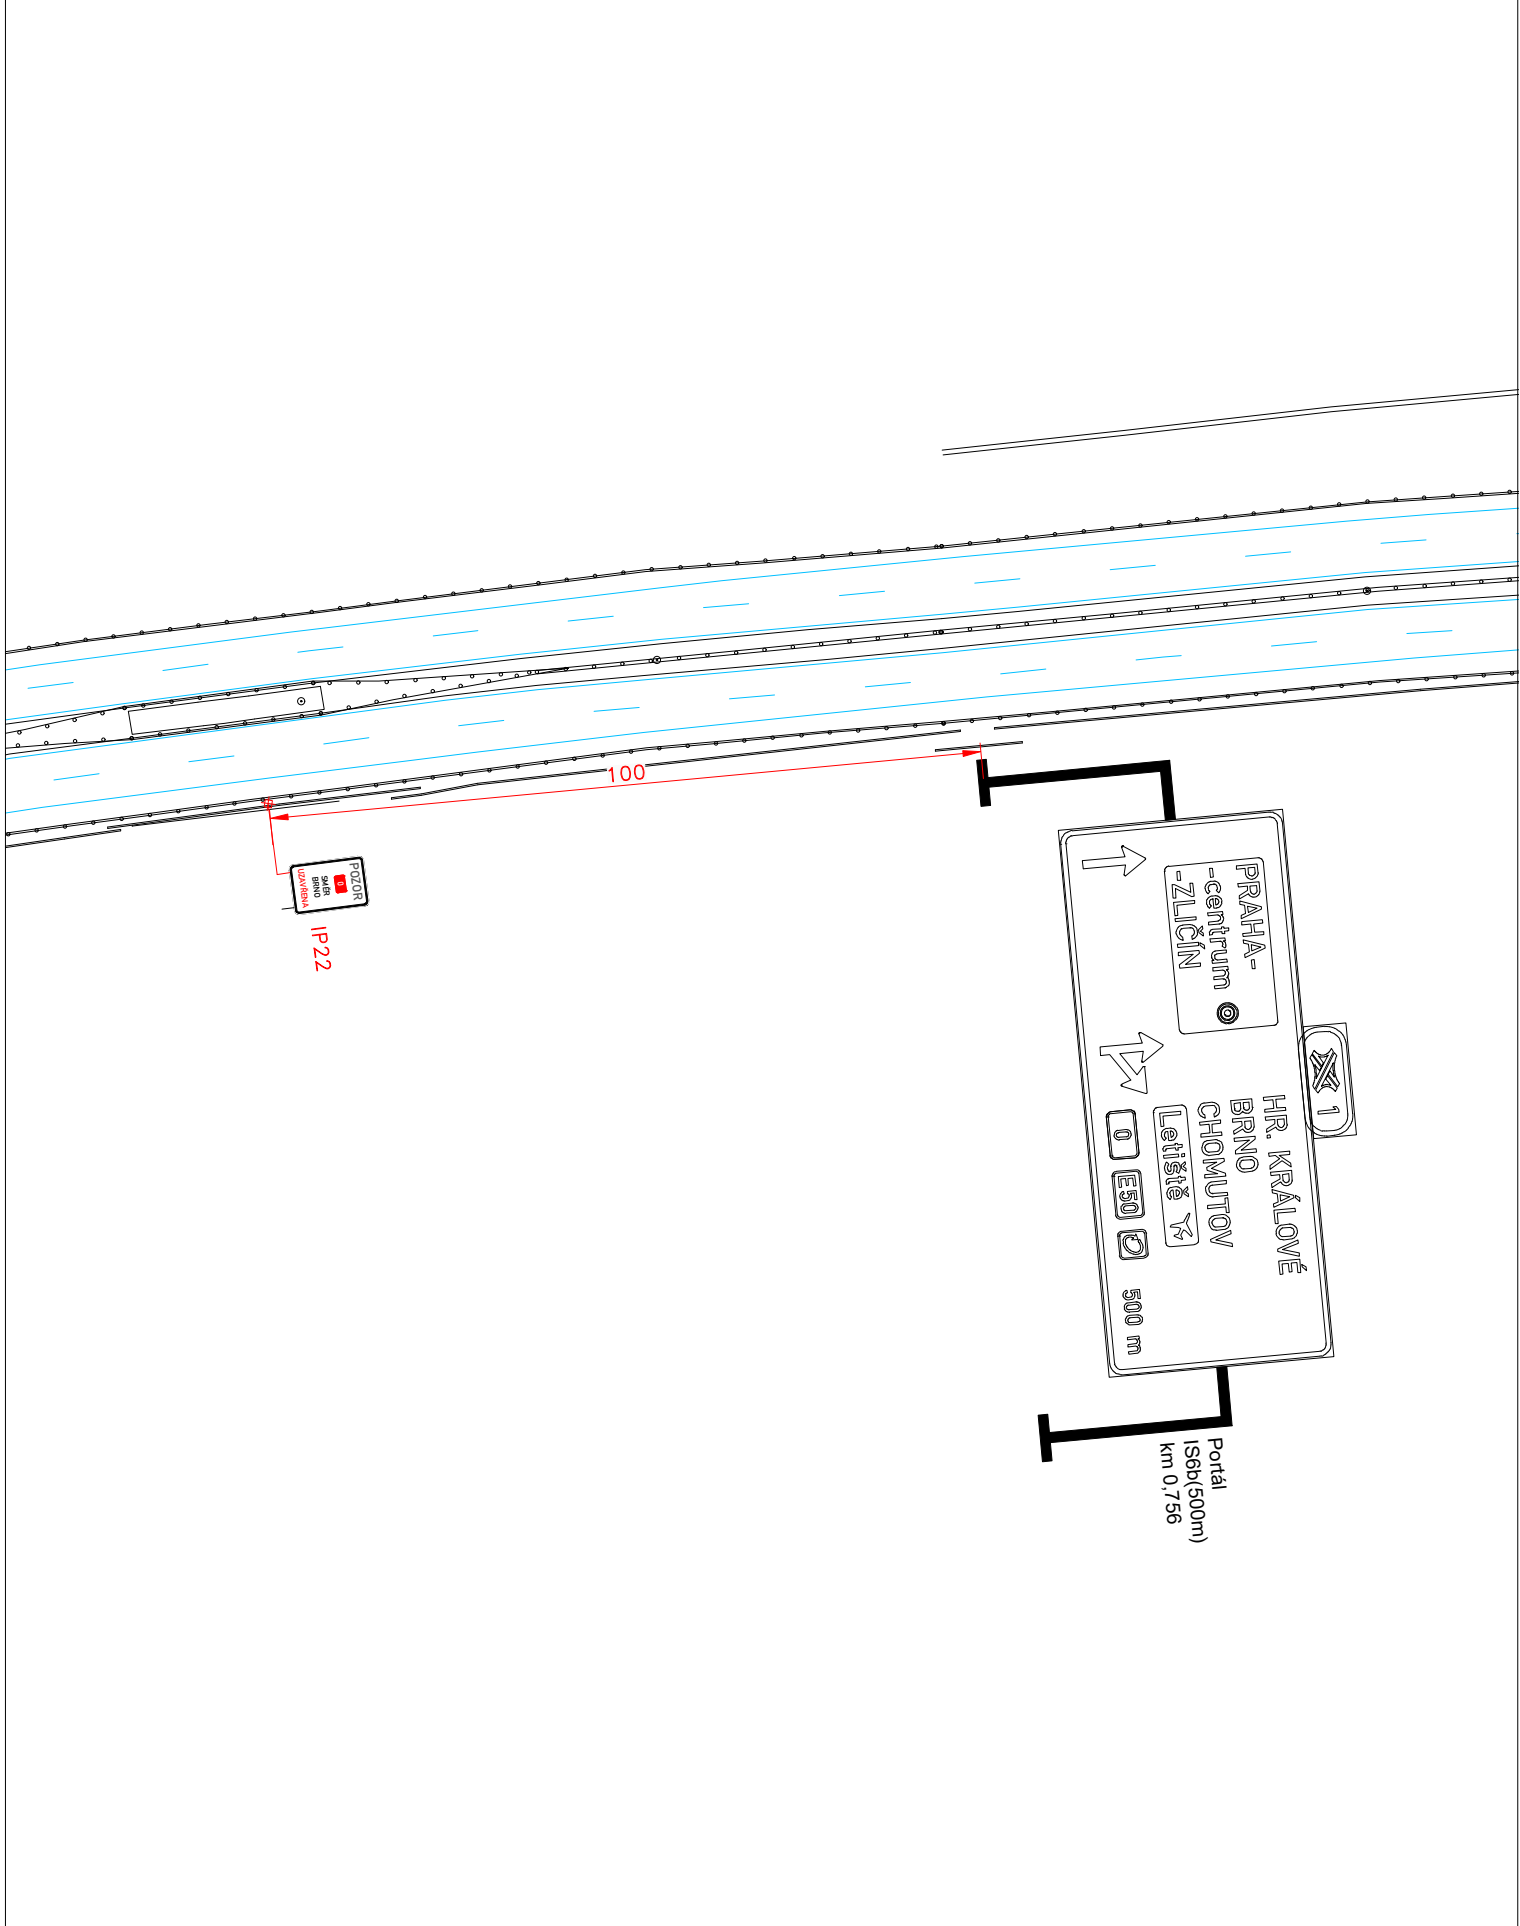 100
POZOR
0
SMĚR
BRNO
UZAVŘENA
IP22
1
PRAHA-
-centrum
-ZLIČÍN
HR. KRÁLOVÉ
BRNO
CHOMUTOV
Letiště
0 E50 500 m
Portál
IS6b(500m)
km 0,756